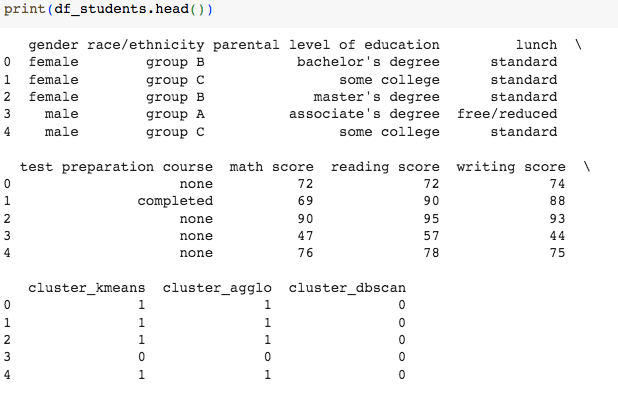 print(df_students.head())
gender race/ethnicity parental level of education lunch \
0 female group B bachelor's degree standard
1 female group C some college standard
2 female group B master's degree standard
3 male group A associate's degree free/reduced
4 male group C some college standard
test preparation course math score reading score writing score \
0 none 72 72 74
1 completed 69 90 88
2 none 90 95 93
3 none 47 57 44
4 none 76 78 75
cluster_kmeans cluster_agglo cluster_dbscan
0 1 1 0
1 1 1 0
2 1 1 0
3 0 0 0
4 1 1 0